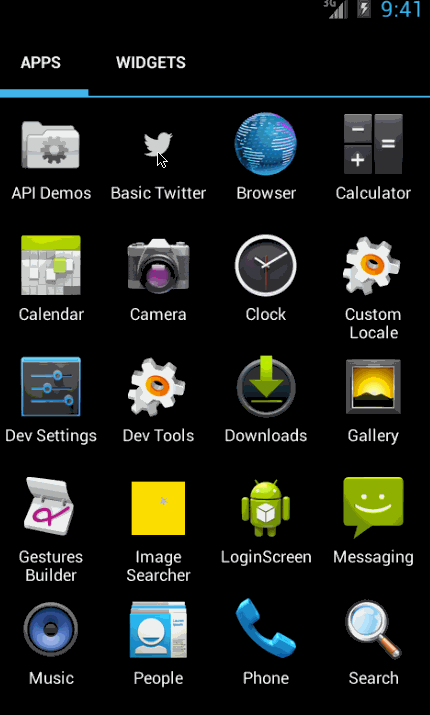 3G 9:41
APPS WIDGETS
API Demos Basic Twitter Browser Calculator
Calendar Camera Clock Custom
Locale
Dev Settings Dev Tools Downloads Gallery
Gestures Image LoginScreen Messaging
Builder Searcher
Music People Phone Search